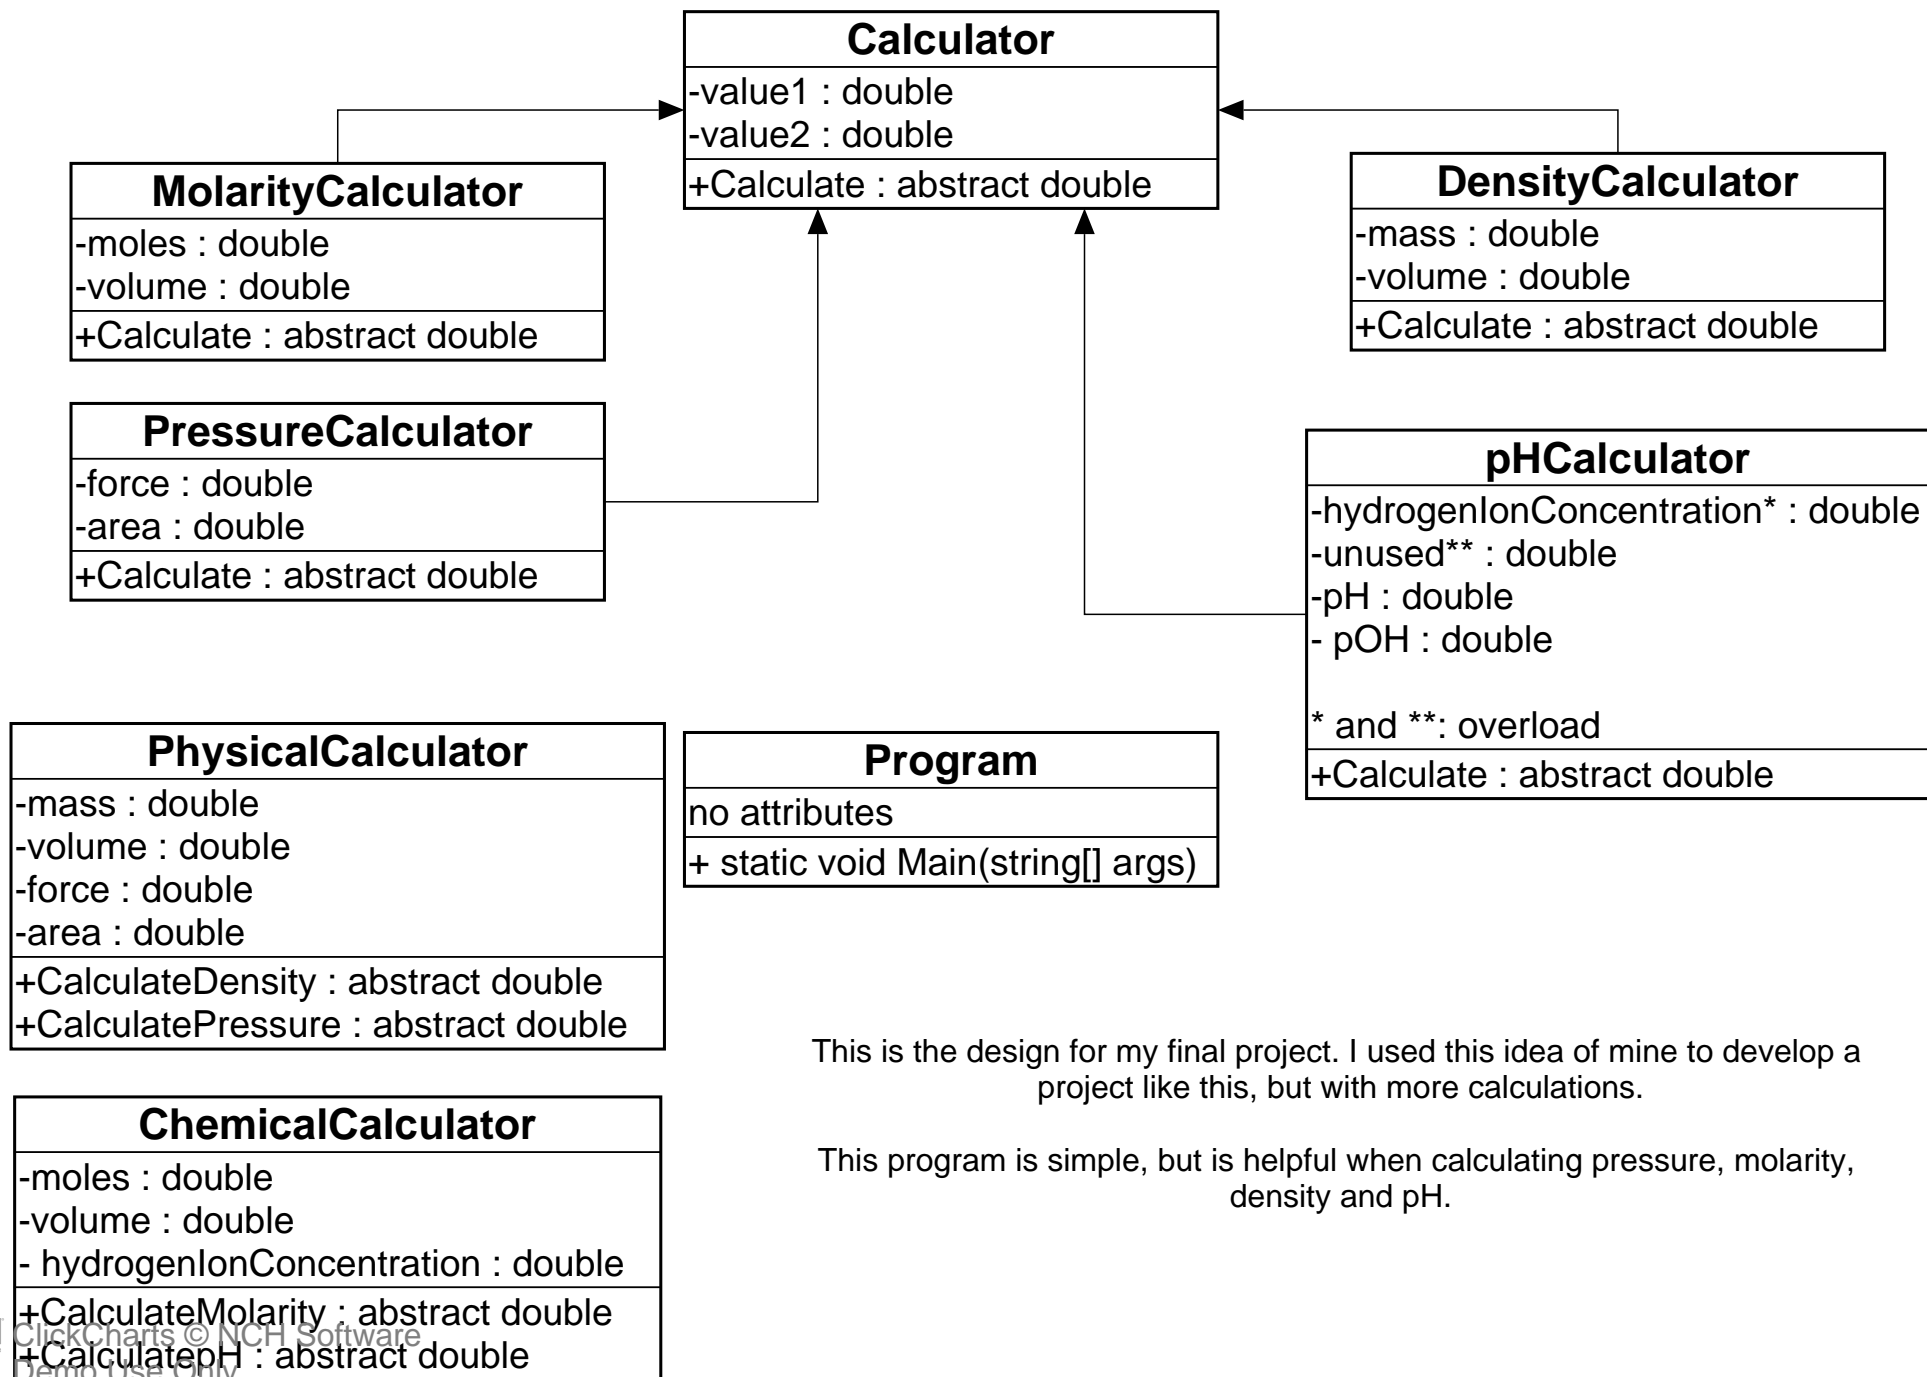 Calculator
-value1 : double
-value2 : double
+Calculate : abstract double
MolarityCalculator
-moles : double
-volume : double
+Calculate : abstract double
DensityCalculator
-mass : double
-volume : double
+Calculate : abstract double
PressureCalculator
-force : double
-area : double
+Calculate : abstract double
pHCalculator
-hydrogenIonConcentration* : double
-unused** : double
-pH : double
- pOH : double
* and **: overload
+Calculate : abstract double
PhysicalCalculator
-mass : double
-volume : double
-force : double
-area : double
+CalculateDensity : abstract double
+CalculatePressure : abstract double
Program
no attributes
+ static void Main(string[] args)
This is the design for my final project. I used this idea of mine to develop a
project like this, but with more calculations.
This program is simple, but is helpful when calculating pressure, molarity,
density and pH.
ChemicalCalculator
-moles : double
-volume : double
- hydrogenIonConcentration : double
+CalculateMolarity : abstract double
+CalculatepH : abstract double
ClickCharts © NCH Software
Demo Use Only